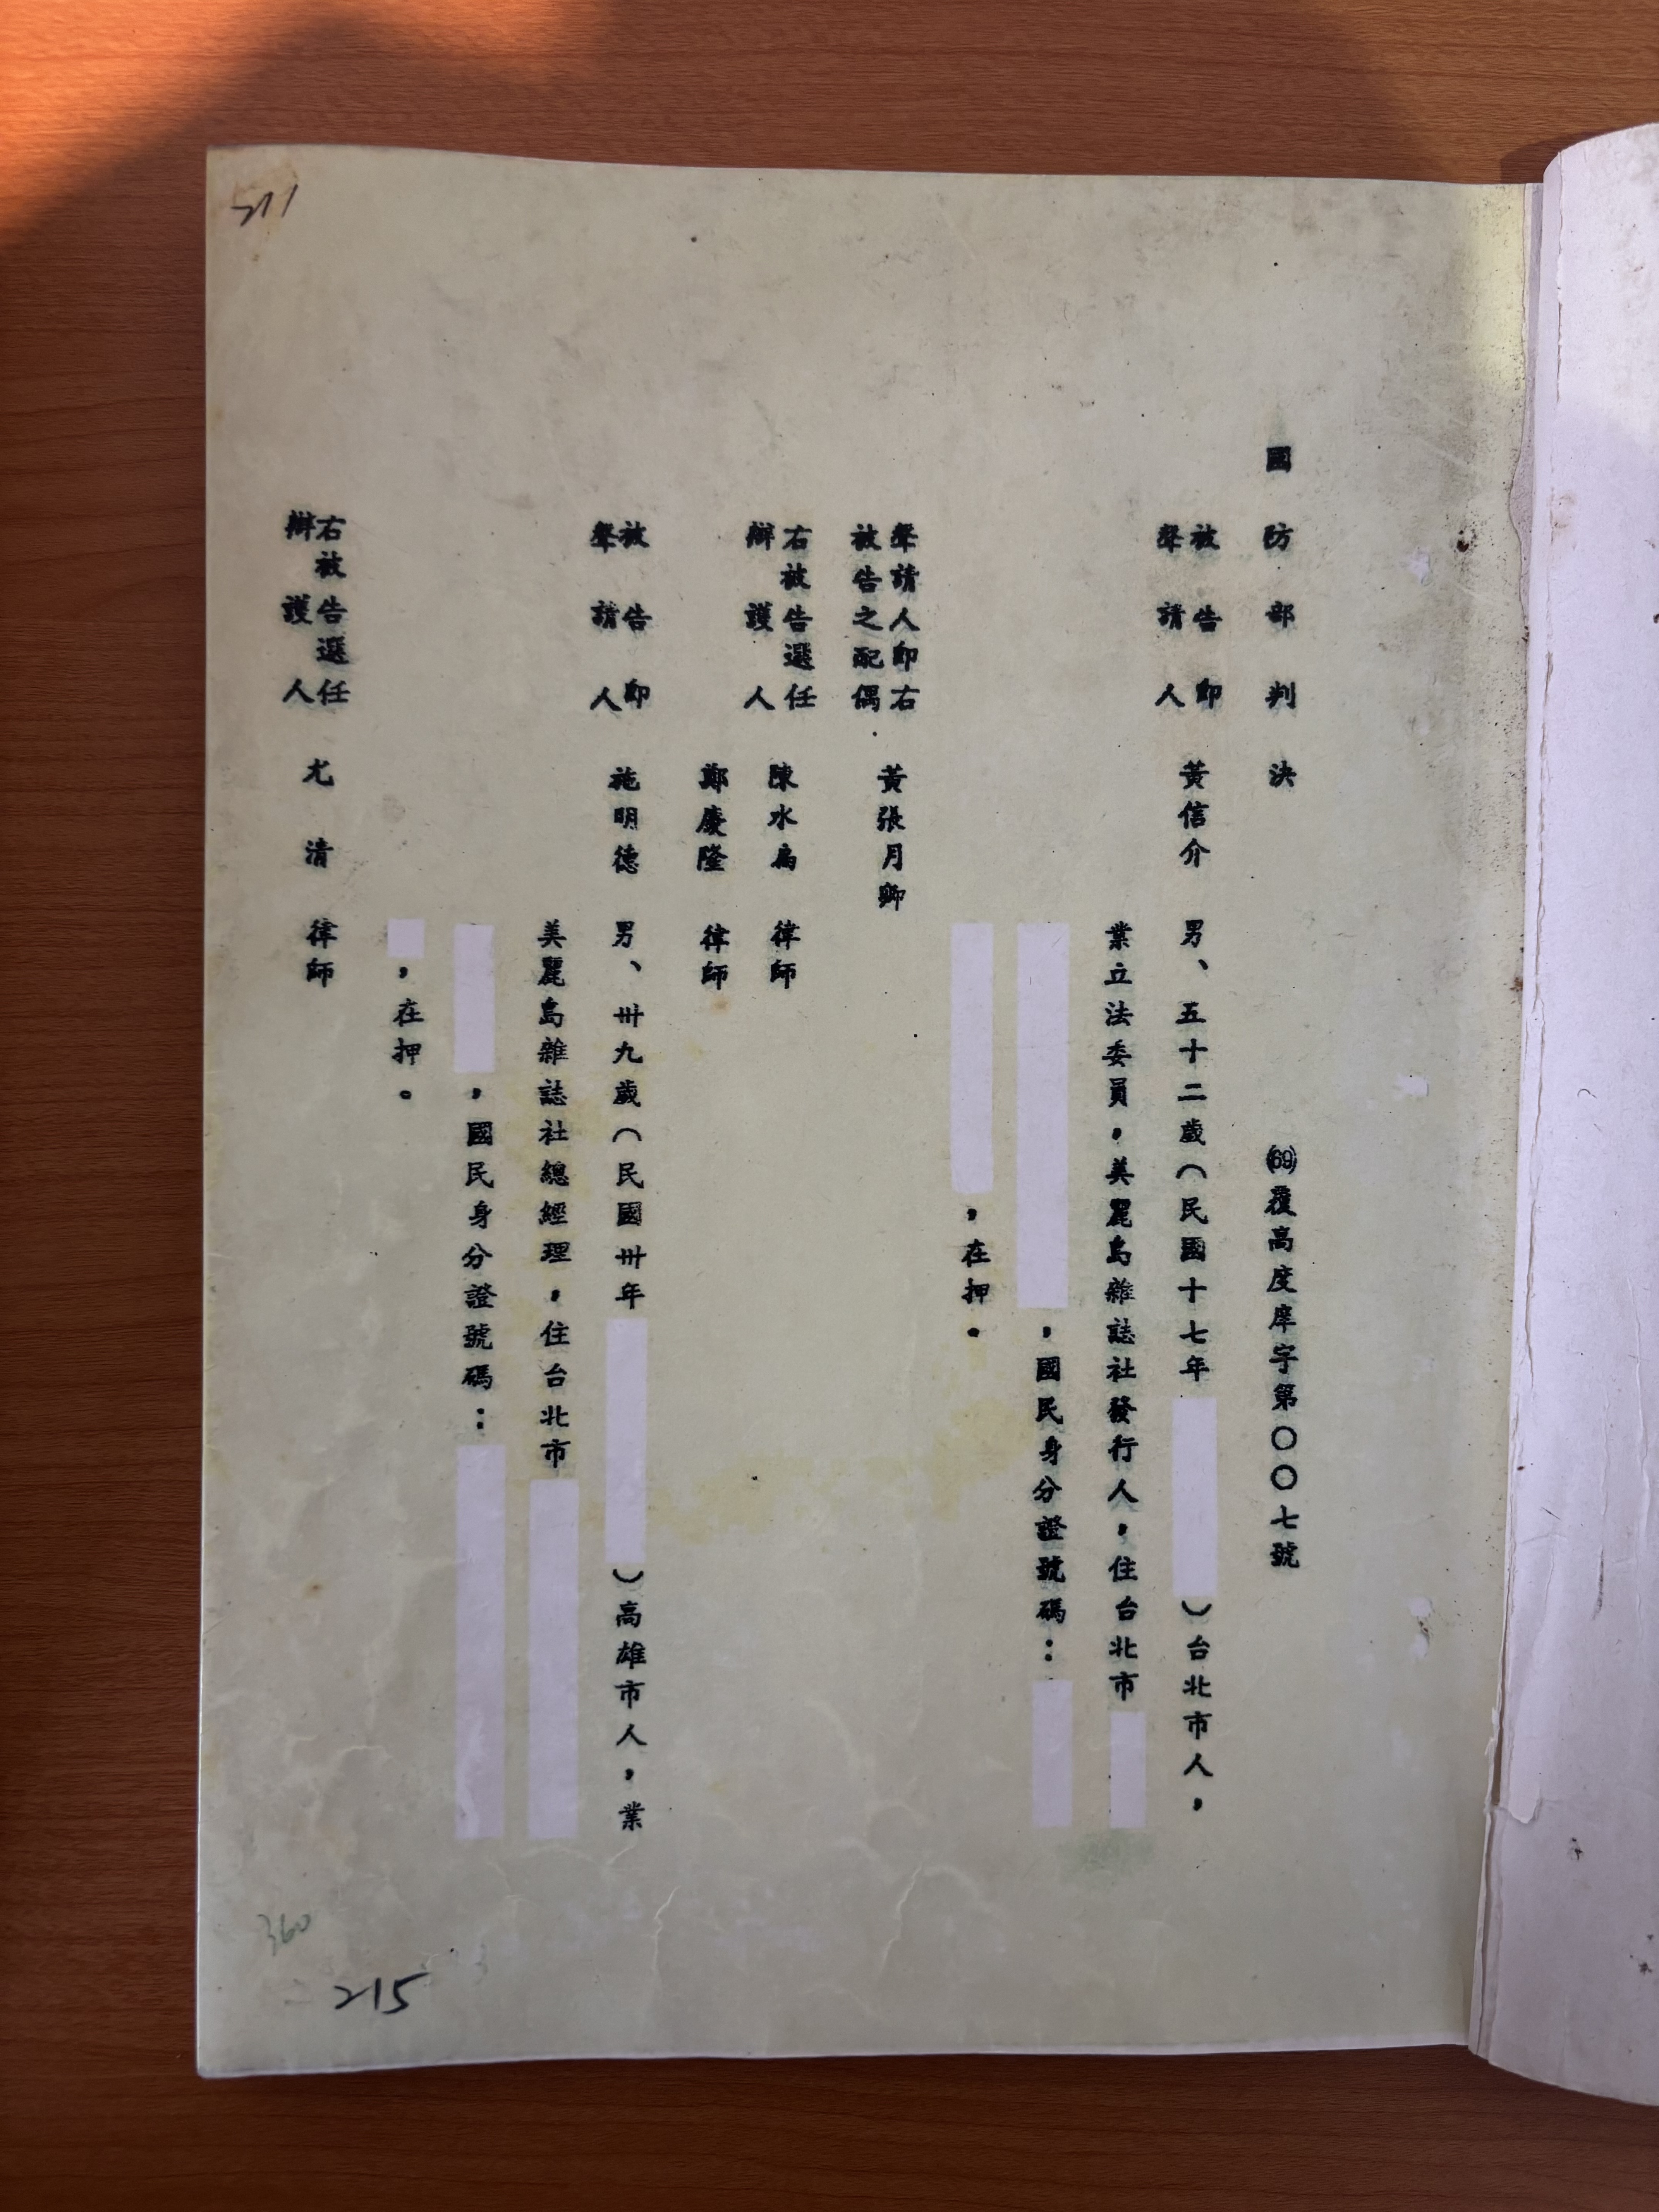 國防部判決
(69)覆高度庠字第〇〇七號
被告即
聲請人
黃信介
男、五十二歲(民國十七年
)台北市人,
業立法委員,美麗島雜誌社發行人,住台北市
,國民身分證號碼:
,在押。
聲請人即右
被告之配偶
黃張月卿
右被告選任
辯護人
陳水扁律師
鄭慶隆律師
被告即
聲請人
施明德
男、卅九歲(民國卅年
)高雄市人,業
美麗島雜誌社總經理,住台北市
,國民身分證號碼:
,在押。
右被告選任
辯護人
尤清律師
360
215